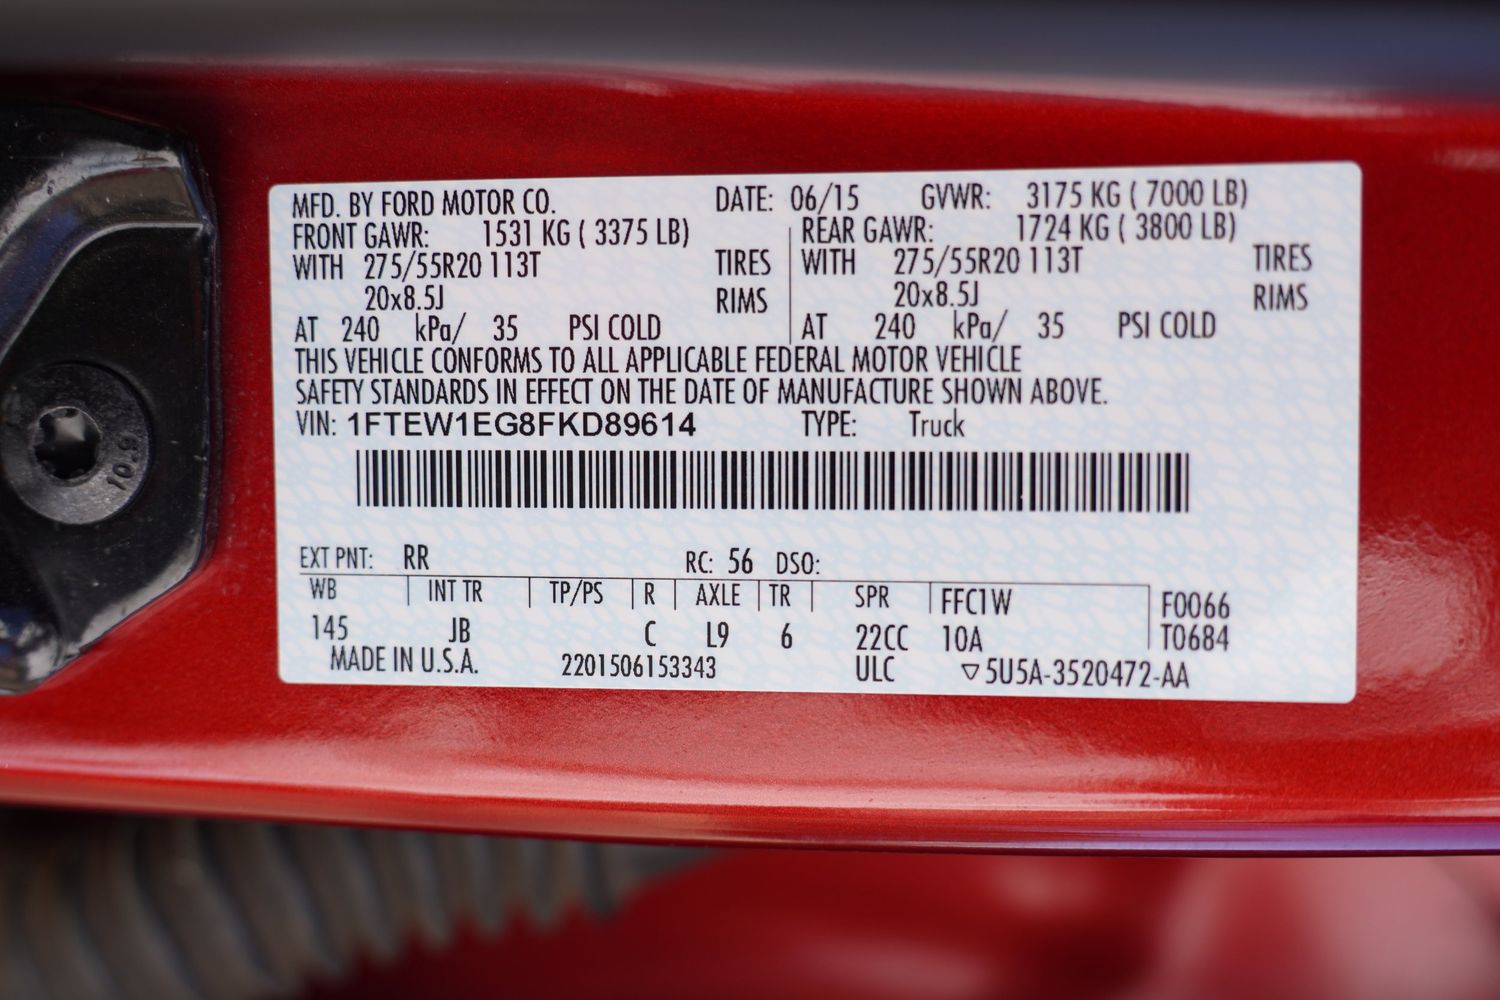 MFD. BY FORD MOTOR CO. DATE: 06/15 GVWR: 3175 KG ( 7000 LB)
FRONT GAWR: 1531 KG ( 3375 LB) REAR GAWR: 1724 KG ( 3800 LB)
WITH 275/55R20 113T TIRES WITH 275/55R20 113T TIRES
20x8.5J RIMS 20x8.5J RIMS
AT 240 kPa/ 35 PSI COLD AT 240 kPa/ 35 PSI COLD
THIS VEHICLE CONFORMS TO ALL APPLICABLE FEDERAL MOTOR VEHICLE
SAFETY STANDARDS IN EFFECT ON THE DATE OF MANUFACTURE SHOWN ABOVE.
VIN: 1FTEW1EG8FKD89614 TYPE: Truck
EXT PNT: RR RC: 56 DSO:
WB INT TR TP/PS R AXLE TR SPR FFC1W F0066
145 JB C L9 6 22CC 10A T0684
MADE IN U.S.A. 2201506153343 ULC ▽5U5A-3520472-AA
10.9